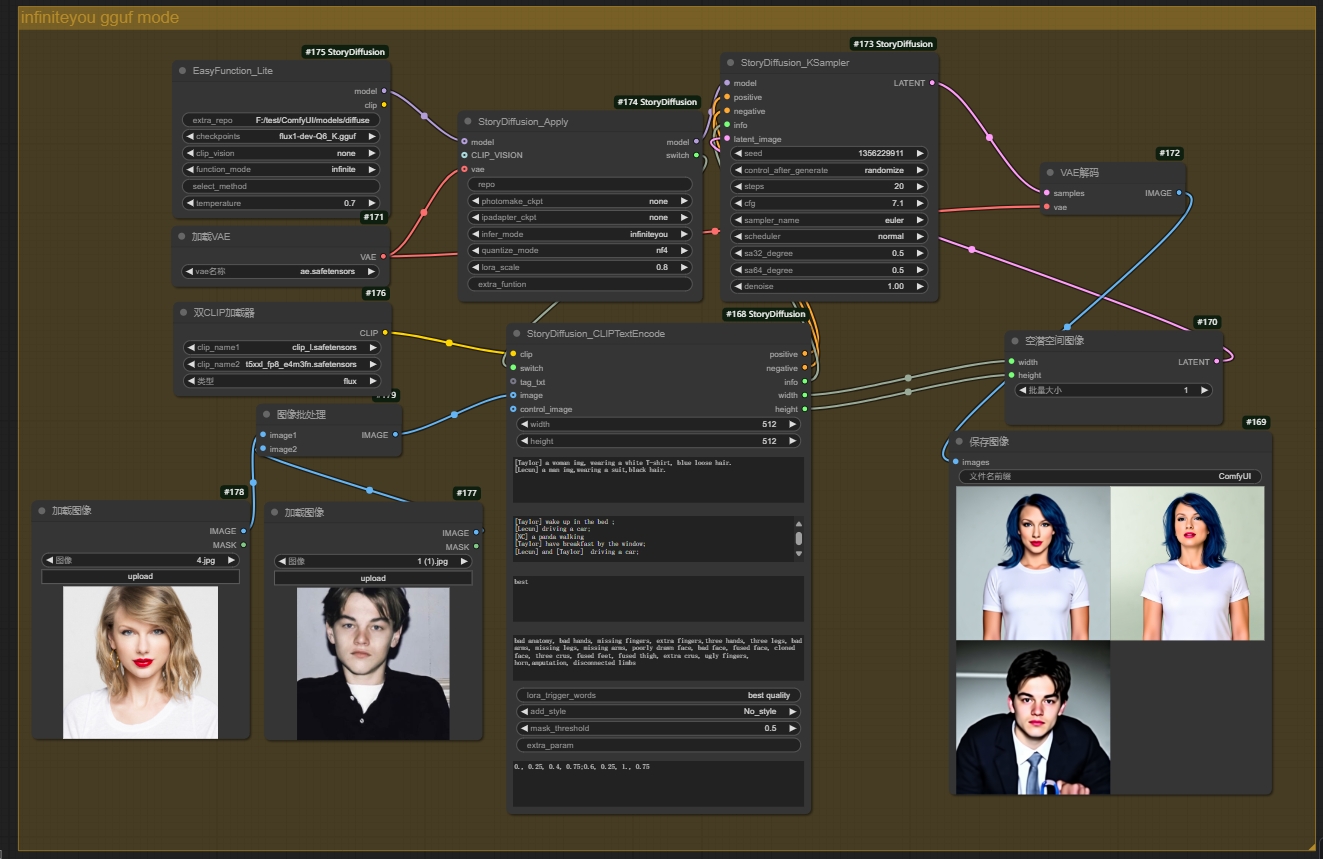 infiniteyou gguf mode
#175 StoryDiffusion
EasyFunction_Lite
model
clip
extra_repo F:/test/ComfyUI/models/diffuse
checkpoints flux1-dev-Q6_K.gguf
clip_vision none
function_mode infinite
select_method
temperature 0.7
#171
加载VAE
VAE
vae名称 ae.safetensors
#176
双CLIP加载器
CLIP
clip_name1 clip_l.safetensors
clip_name2 t5xxl_fp8_e4m3fn.safetensors
类型 flux
图像批处理
image1 IMAGE
image2
#178
加载图像
IMAGE
MASK
图像 4.jpg
upload
#177
加载图像
IMAGE
MASK
图像 1 (1).jpg
upload
#174 StoryDiffusion
StoryDiffusion_Apply
model model
CLIP_VISION switch
vae
repo
photomake_ckpt none
ipadapter_ckpt none
infer_mode infiniteyou
quantize_mode nf4
lora_scale 0.8
extra_funtion
#173 StoryDiffusion
StoryDiffusion_KSampler
model LATENT
positive
negative
info
latent_image
seed 1356229911
control_after_generate randomize
steps 20
cfg 7.1
sampler_name euler
scheduler normal
sa32_degree 0.5
sa64_degree 0.5
denoise 1.00
#168 StoryDiffusion
StoryDiffusion_CLIPTextEncode
clip positive
switch negative
tag_txt info
image width
control_image height
width 512
height 512
[Taylor] a woman img, wearing a white T-shirt, blue loose hair.
[Lecun] a man img,wearing a suit,black hair.
[Taylor] wake up in the bed ;
[Lecun] driving a car;
[NC] a panda walking
[Taylor] have breakfast by the window;
[Lecun] and [Taylor]  driving a car;
best
bad anatomy, bad hands, missing fingers, extra fingers,three hands, three legs, bad
arms, missing legs, missing arms, poorly drawn face, bad face, fused face, cloned
face, three crus, fused feet, fused thigh, extra crus, ugly fingers,
horn,amputation, disconnected limbs
lora_trigger_words best quality
add_style No_style
mask_threshold 0.5
extra_param
0., 0.25, 0.4, 0.75;0.6, 0.25, 1., 0.75
#172
VAE解码
samples IMAGE
vae
#170
空潜空间图像
width LATENT
height
批量大小 1
#169
保存图像
images
文件名前缀 ComfyUI